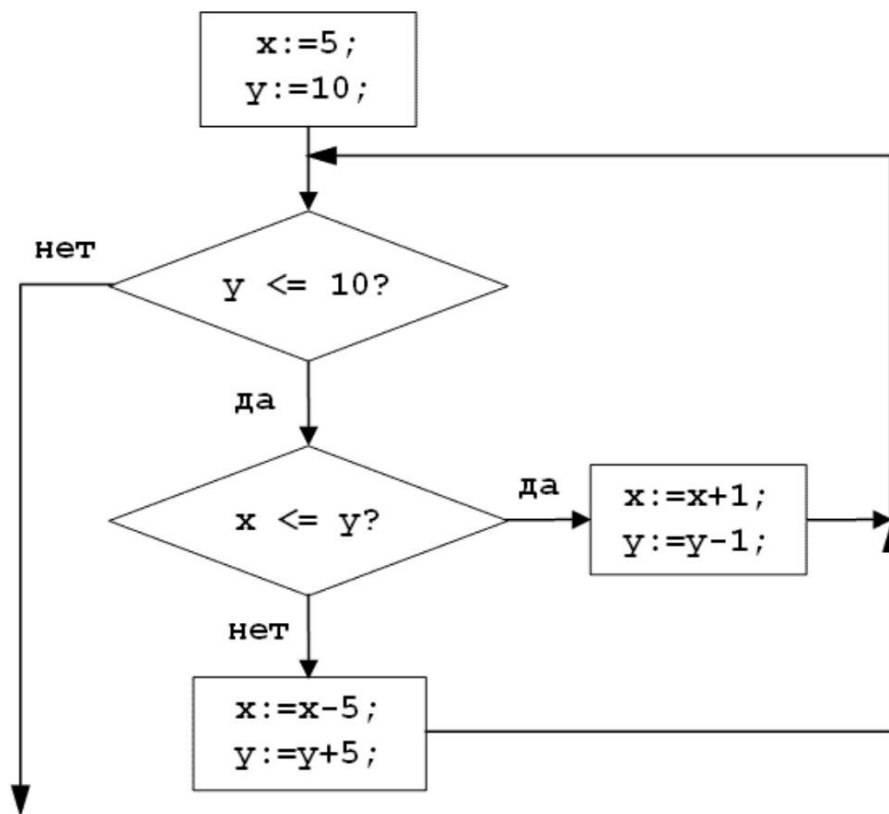 x:=5;
y:=10;
нет
y <= 10?
да
x <= y?
да
x:=x+1;
y:=y-1;
нет
x:=x-5;
y:=y+5;